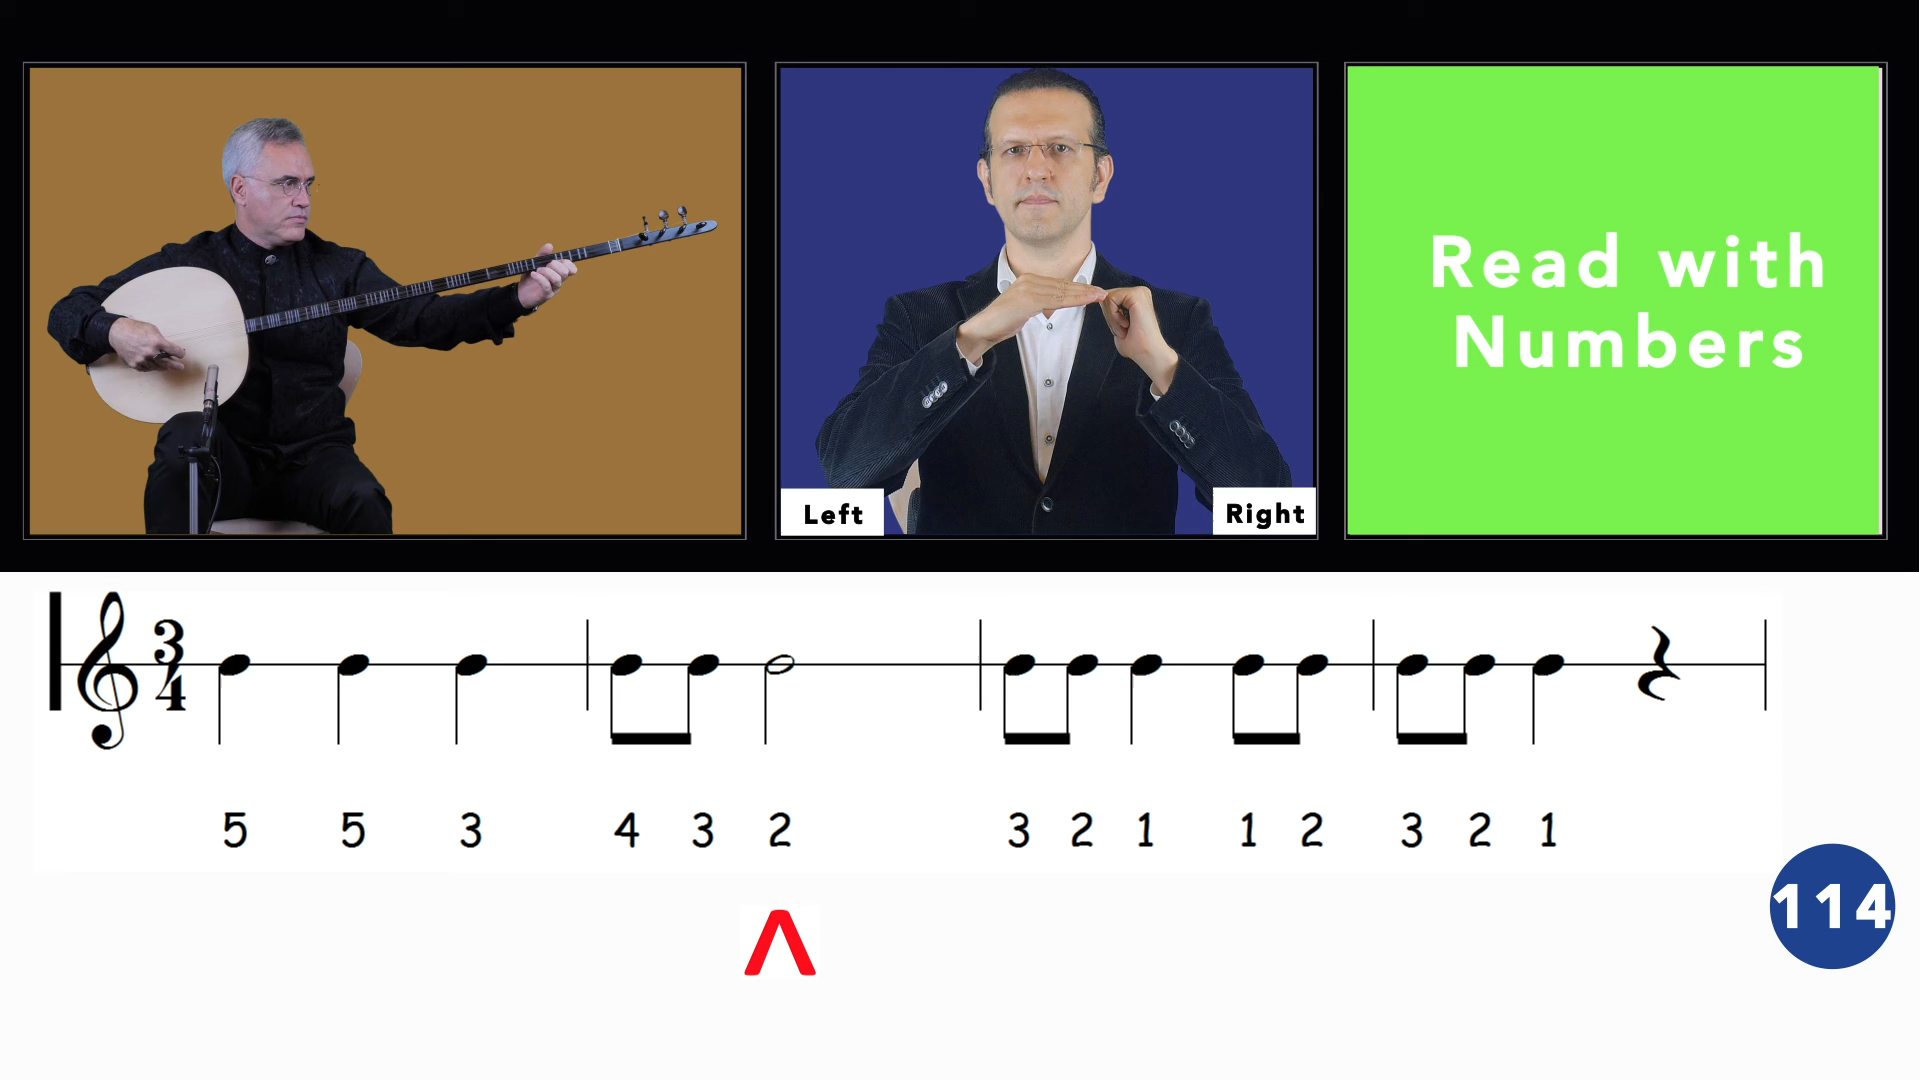 Read with
Numbers
Left
Right
3
4
5 5 3 4 3 2 3 2 1 1 2 3 2 1
114